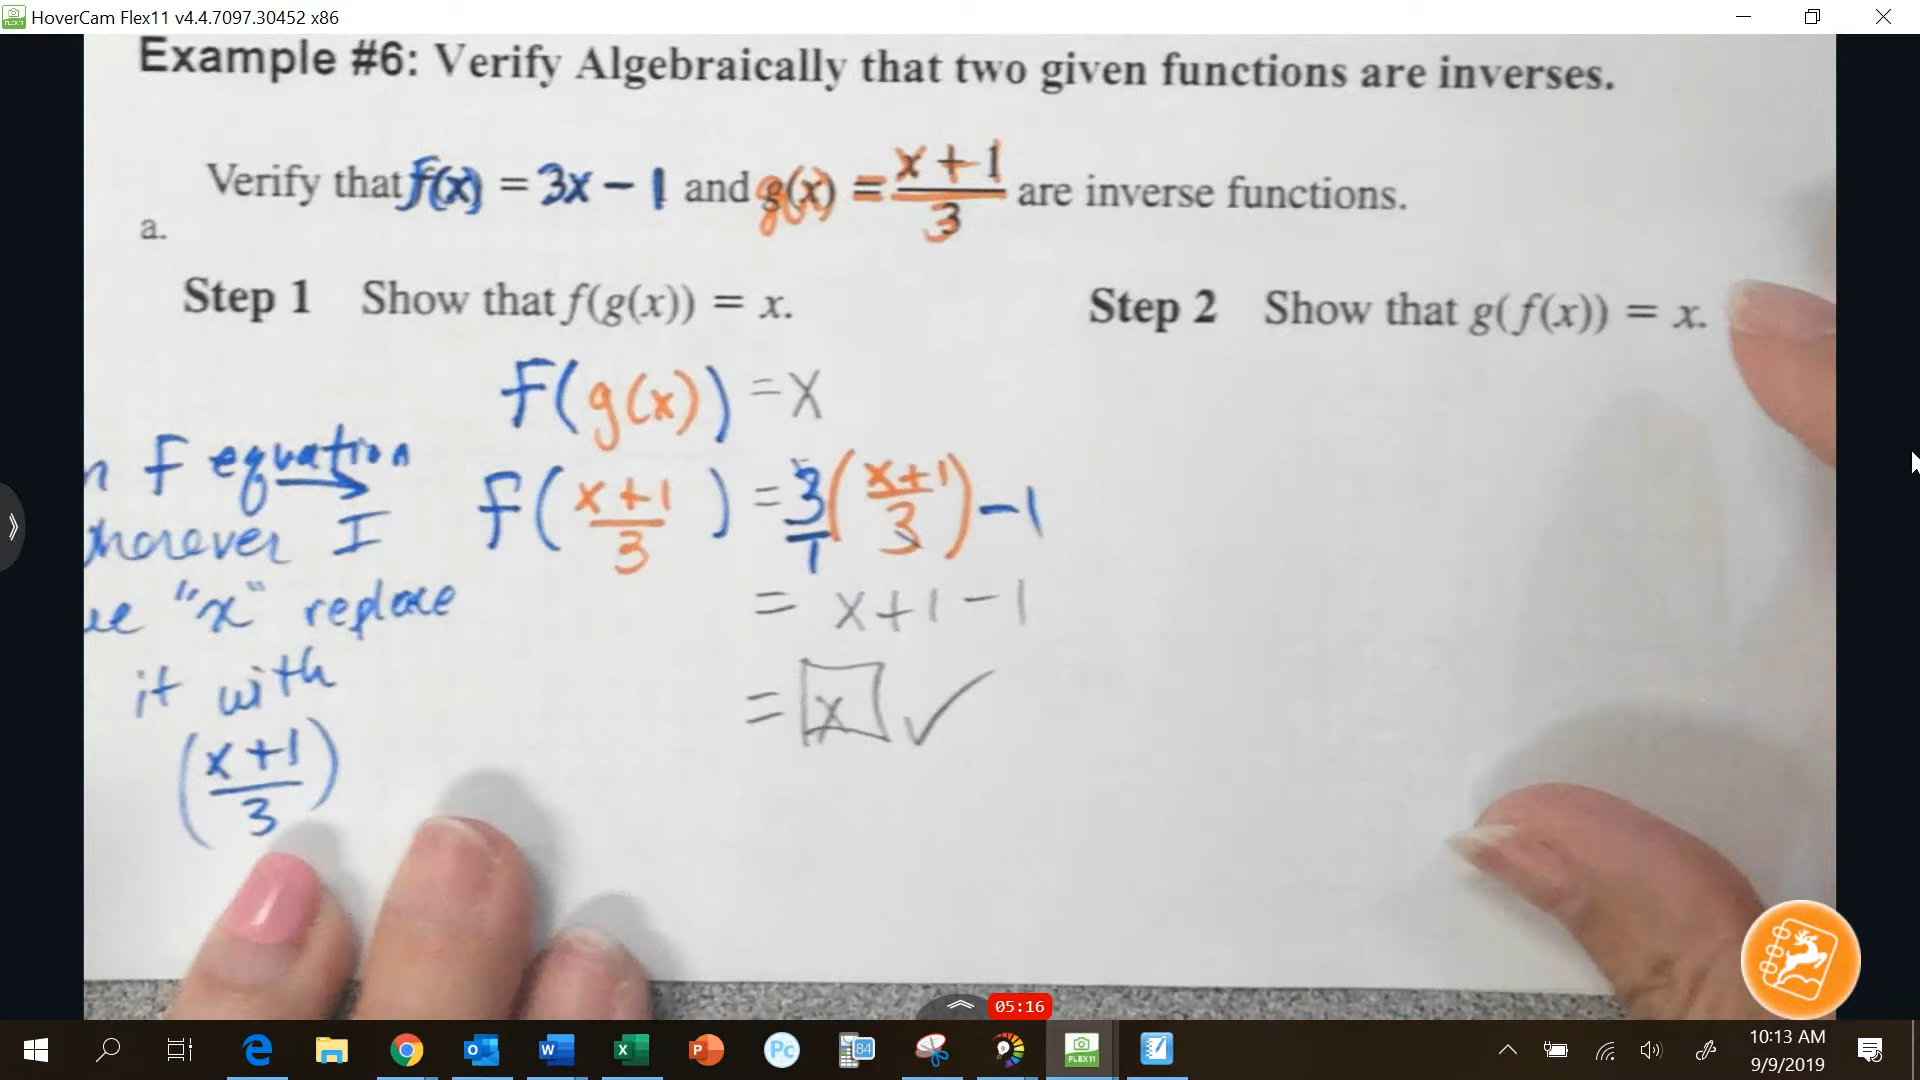 HoverCam Flex11 v4.4.7097.30452 x86
Example #6: Verify Algebraically that two given functions are inverses.
Verify that f(x) = 3x − 1 and g(x) = x + 1 / 3 are inverse functions.
a.
Step 1 Show that f(g(x)) = x.
f(g(x)) = x
f(x+1 / 3) = 3/1 (x+1 / 3) − 1
= x+1−1
= x ✓
F equation
I
"x" replace
it with
(x+1 / 3)
Step 2 Show that g(f(x)) = x.
05:16
84
FLEX11
10:13 AM
9/9/2019